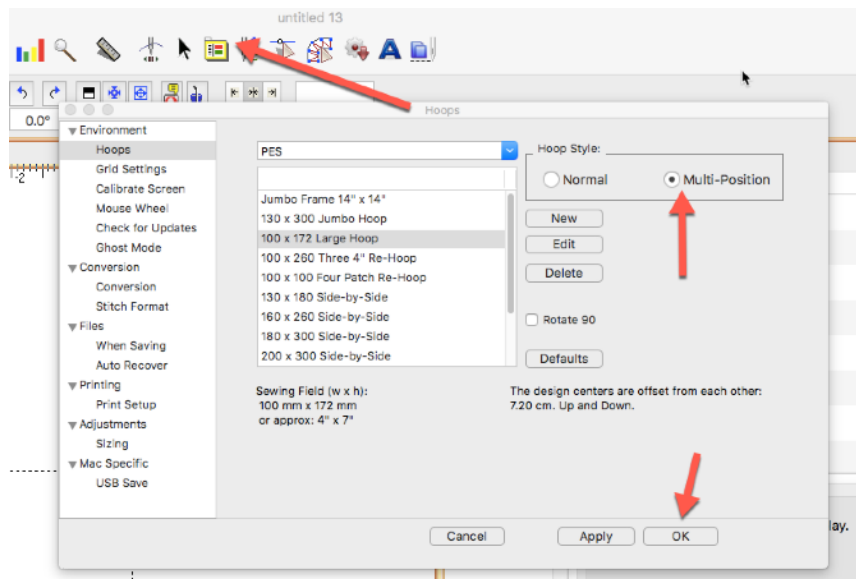 untitled 13
A
0.0°
Hoops
-2
Environment
Hoops
Grid Settings
Calibrate Screen
Mouse Wheel
Check for Updates
Ghost Mode
Conversion
Conversion
Stitch Format
Files
When Saving
Auto Recover
Printing
Print Setup
Adjustments
Sizing
Mac Specific
USB Save
PES
Jumbo Frame 14" x 14"
130 x 300 Jumbo Hoop
100 x 172 Large Hoop
100 x 260 Three 4" Re-Hoop
100 x 100 Four Patch Re-Hoop
130 x 180 Side-by-Side
160 x 260 Side-by-Side
180 x 300 Side-by-Side
200 x 300 Side-by-Side
Sewing Field (w x h):
100 mm x 172 mm
or approx: 4" x 7"
Hoop Style:
Normal
Multi-Position
New
Edit
Delete
Rotate 90
Defaults
The design centers are offset from each other:
7.20 cm. Up and Down.
Cancel
Apply
OK
lay.